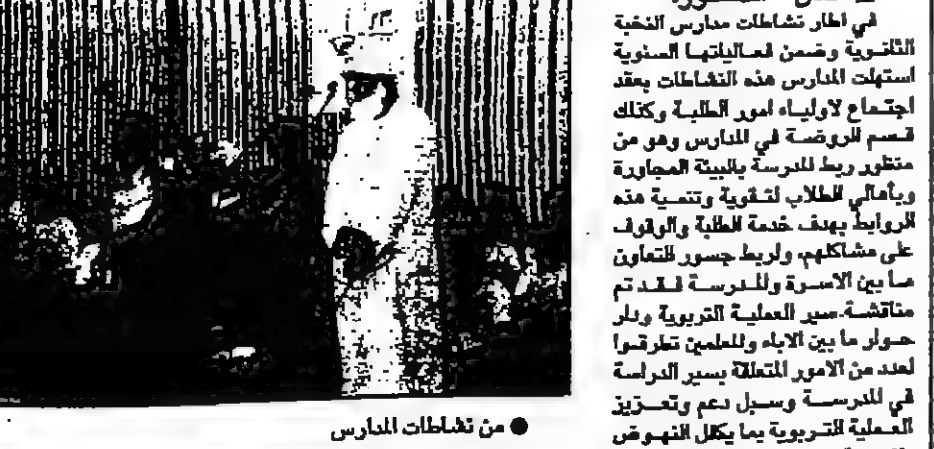 في اطار نشاطات مدارس النخبة
الثانوية وضمن فعالياتها السنوية
استهلت المدارس هذه النشاطات بعقد
اجتماع لاولياء امور الطلبة وكذلك
قسم الروضة في المدارس وهو من
منظور ربط المدرسة بالبيئة المجاورة
وبأهالي الطلاب لتقوية وتنمية هذه
الروابط بهدف خدمة الطلبة والوقوف
على مشاكلهم، ولربط جسور التعاون
ما بين الاسرة والمدرسة فقد تم
مناقشة سير العملية التربوية ودار
حوار ما بين الاباء والمعلمين تطرقوا
لعدد من الامور المتعلقة بسير الدراسة
في المدرسة وسبل دعم وتعزيز
العملية التربوية بما يكفل النهوض
● من نشاطات المدارس